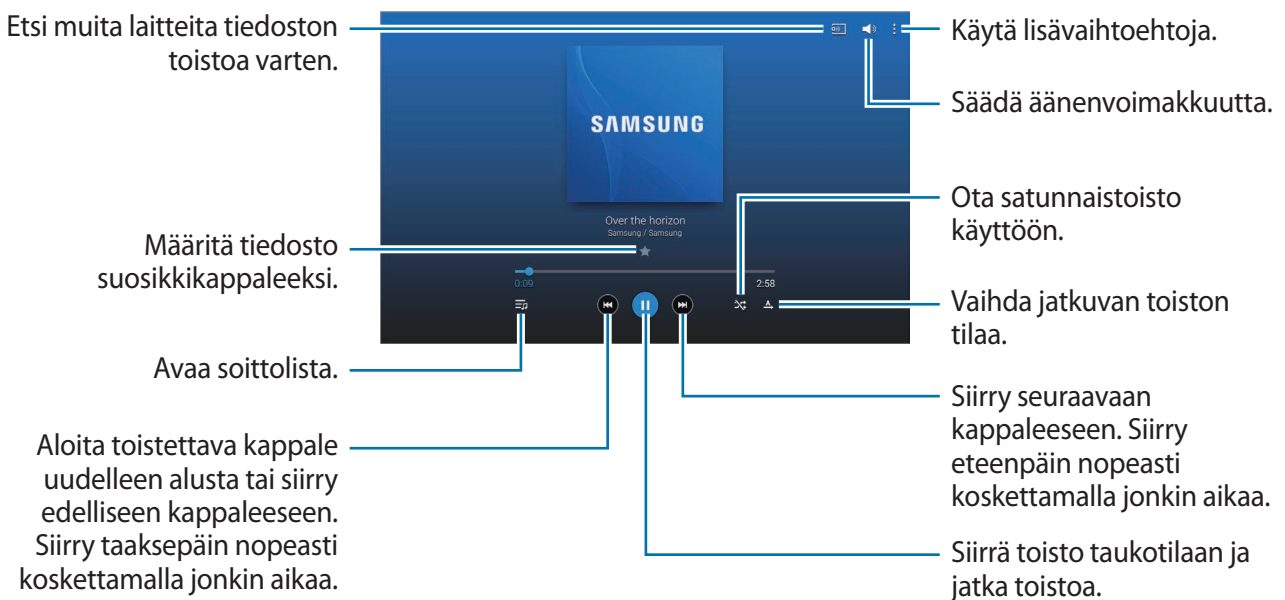 Etsi muita laitteita tiedoston
toistoa varten.
Käytä lisävaihtoehtoja.
Säädä äänenvoimakkuutta.
SAMSUNG
Over the horizon
Samsung / Samsung
Ota satunnaistoisto
käyttöön.
Määritä tiedosto
suosikkikappaleeksi.
0:09
2:58
Vaihda jatkuvan toiston
tilaa.
Avaa soittolista.
Siirry seuraavaan
kappaleeseen. Siirry
eteenpäin nopeasti
koskettamalla jonkin aikaa.
Aloita toistettava kappale
uudelleen alusta tai siirry
edelliseen kappaleeseen.
Siirry taaksepäin nopeasti
koskettamalla jonkin aikaa.
Siirrä toisto taukotilaan ja
jatka toistoa.